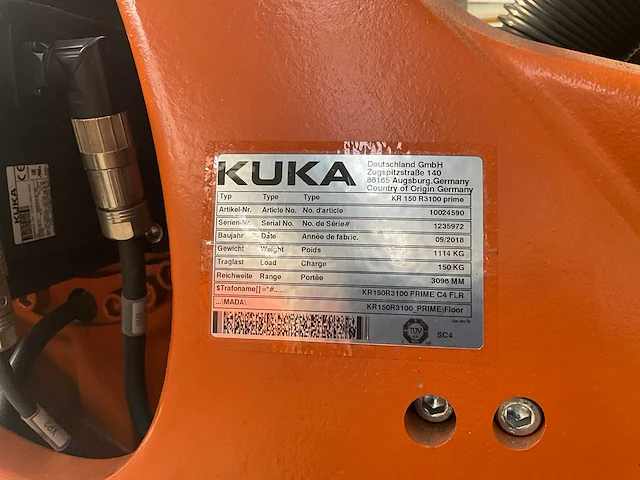 KUKA
Deutschland GmbH
Zugspitzstraße 140
86165 Augsburg, Germany
Country of Origin Germany
Typ Type Type KR 150 R3100 prime
Artikel-Nr. Article No. No. d'article 10024590
Serien-Nr. Serial No. No. de Série# 1235972
Baujahr Date Année de fabric. 09/2018
Gewicht Weight Poids 1114 KG
Traglast Load Charge 150 KG
Reichweite Range Portée 3096 MM
$Trafoname[]="#..... KR150R3100 PRIME C4 FLR
...\MADA\ KR150R3100_PRIME\Floor
TÜV
SC4
KUKA
CE